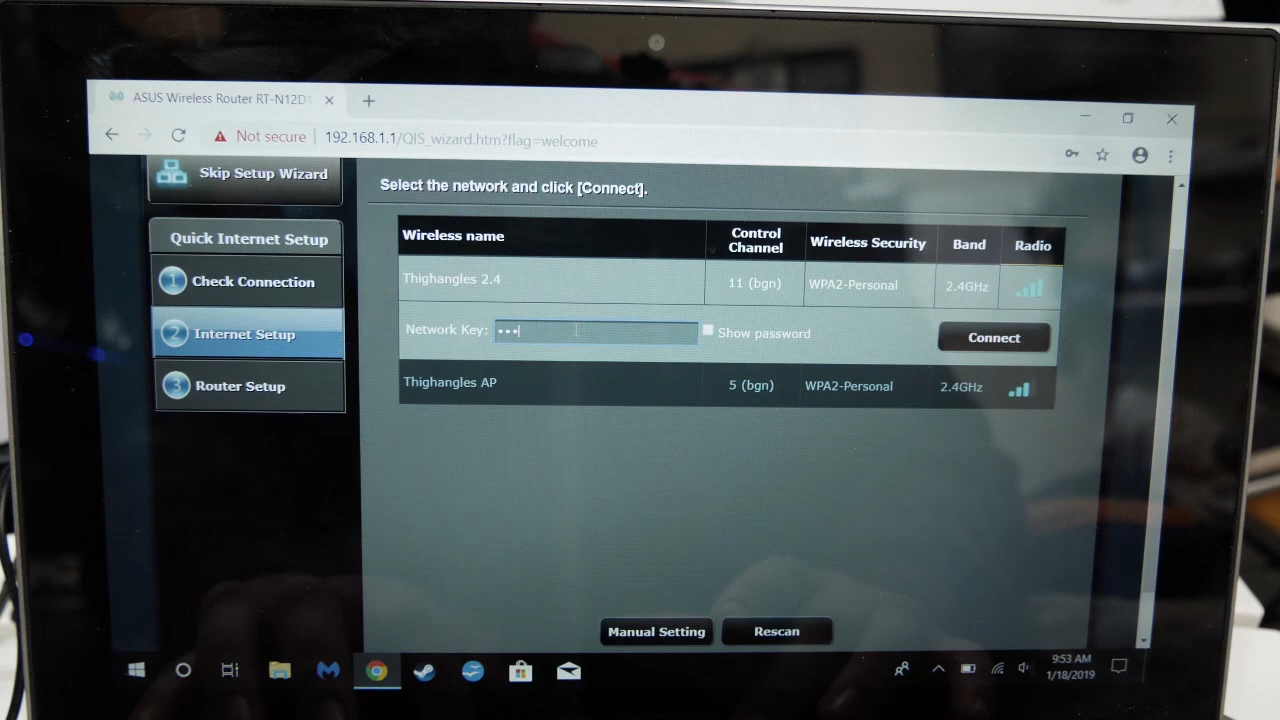 ASUS Wireless Router RT-N12D1
Not secure | 192.168.1.1/QIS_wizard.htm?flag=welcome
Skip Setup Wizard
Quick Internet Setup
1 Check Connection
2 Internet Setup
3 Router Setup
Select the network and click [Connect].
Wireless name Control Channel Wireless Security Band Radio
Thighangles 2.4 11 (bgn) WPA2-Personal 2.4GHz
Network Key: ••• Show password Connect
Thighangles AP 5 (bgn) WPA2-Personal 2.4GHz
Manual Setting Rescan
9:53 AM
1/18/2019